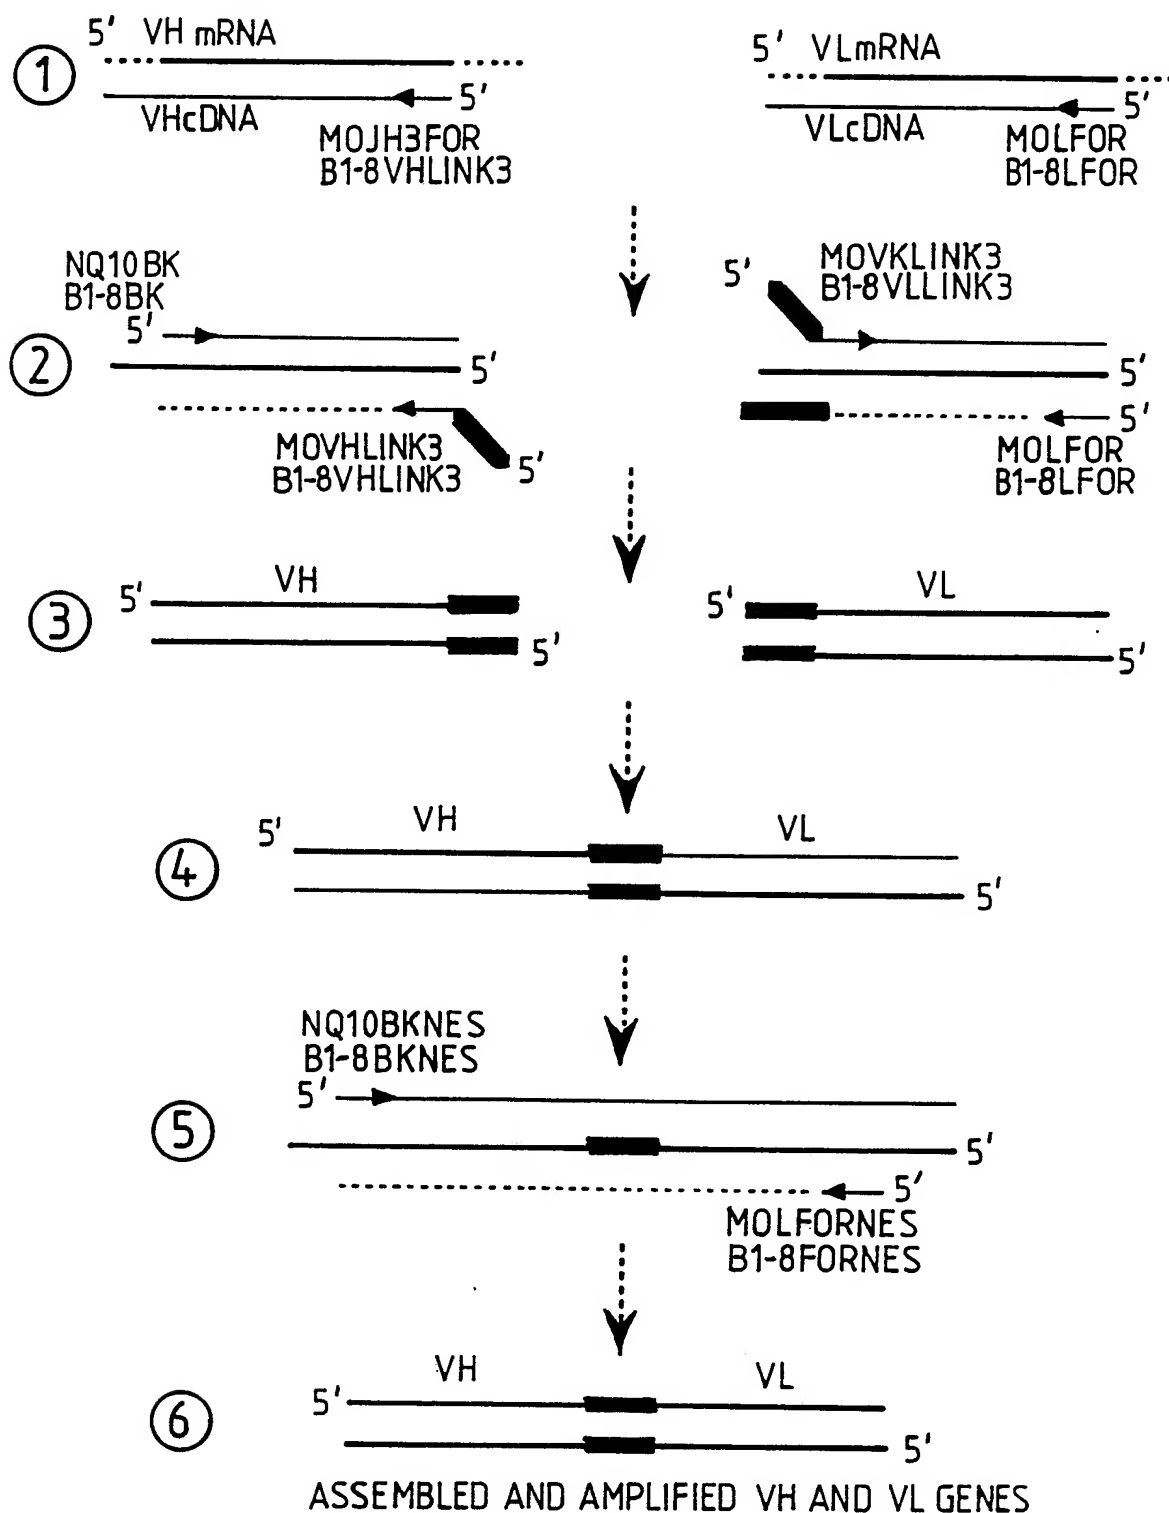 1
5' VH mRNA
VHcDNA
5'
MOJH3FOR
B1-8VHLINK3
5' VLmRNA
VLcDNA
5'
MOLFOR
B1-8LFOR
2
NQ10BK
B1-8BK
5'
5'
MOVHLINK3
B1-8VHLINK3
5'
5'
MOVKLINK3
B1-8VLLINK3
5'
5'
MOLFOR
B1-8LFOR
3
5'
VH
5'
5'
VL
5'
4
5'
VH
VL
5'
5
NQ10BKNES
B1-8BKNES
5'
5'
5'
MOLFORNES
B1-8FORNES
6
5'
VH
VL
5'
ASSEMBLED AND AMPLIFIED VH AND VL GENES